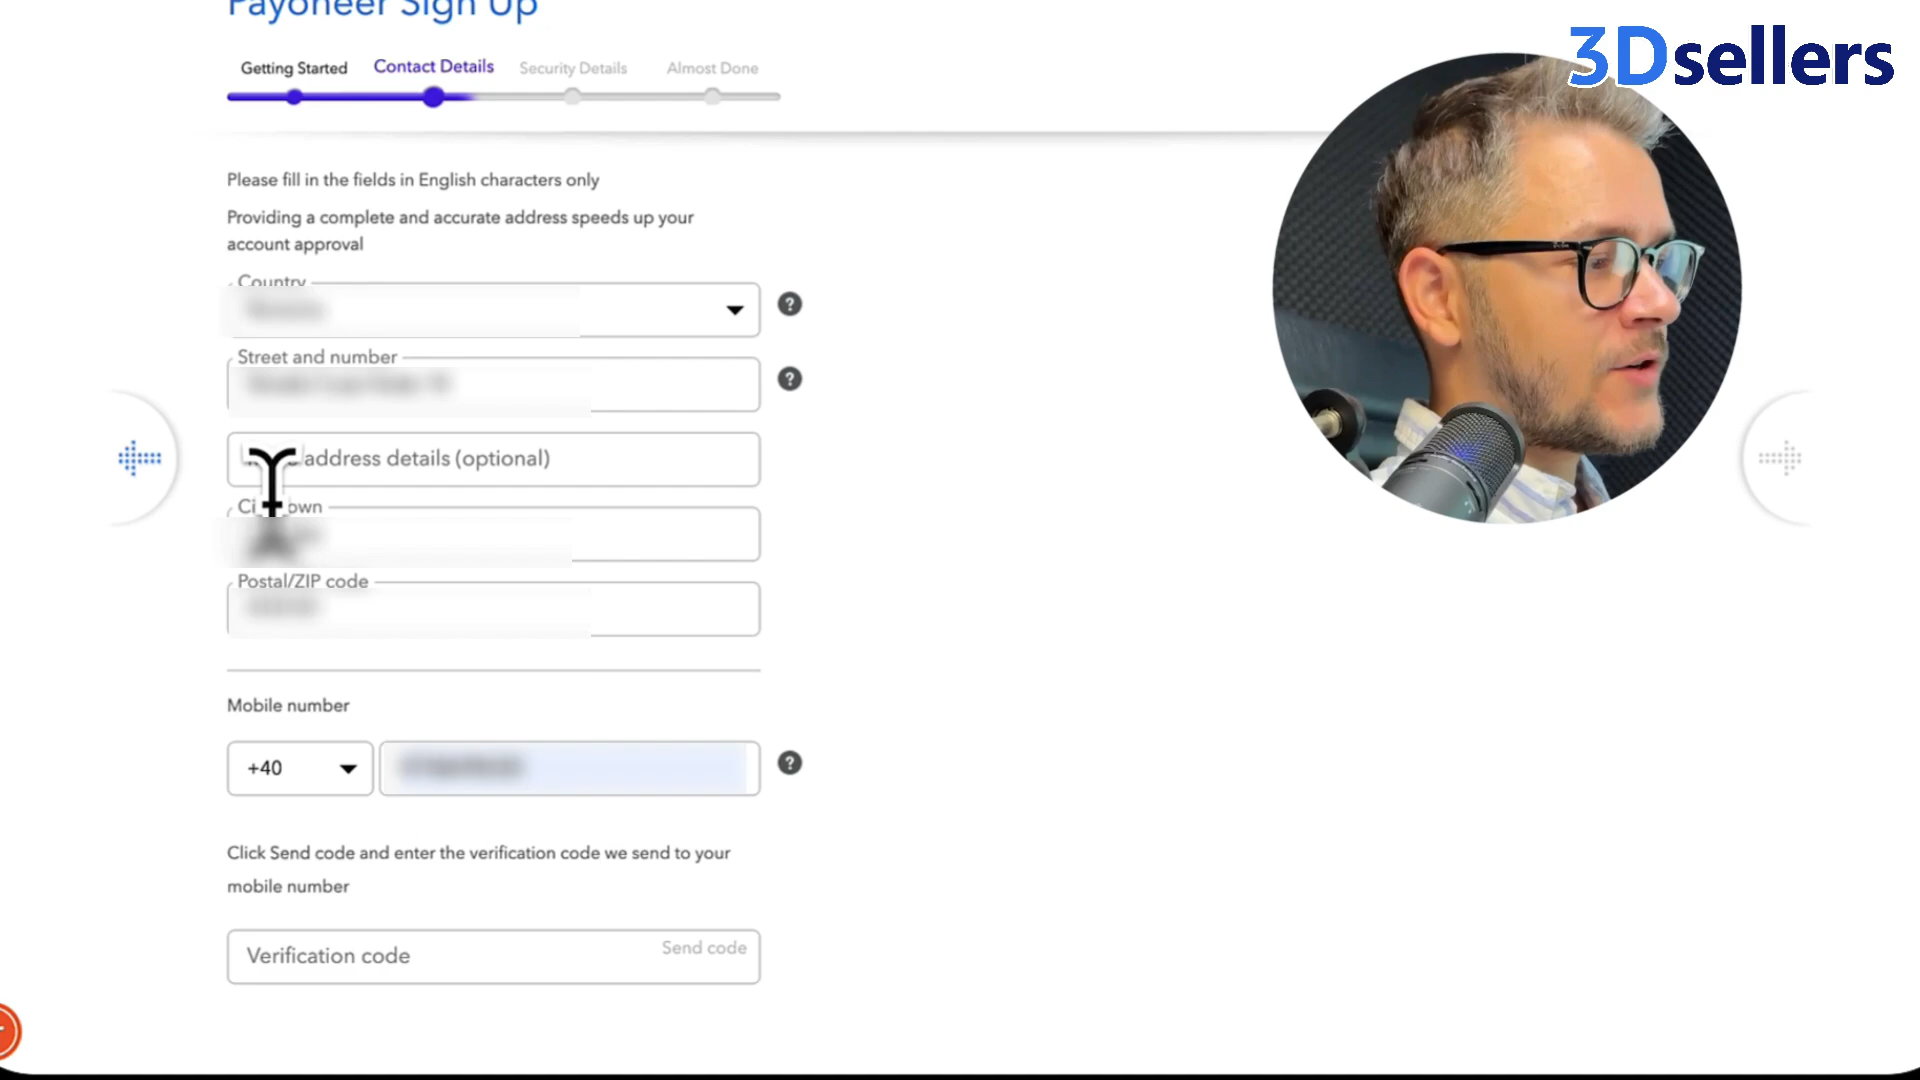 Payoneer Sign Up
3Dsellers
Getting Started
Contact Details
Security Details
Almost Done
Please fill in the fields in English characters only
Providing a complete and accurate address speeds up your
account approval
Country
?
Street and number
?
address details (optional)
Postal/ZIP code
Mobile number
+40
?
Click Send code and enter the verification code we send to your
mobile number
Verification code
Send code